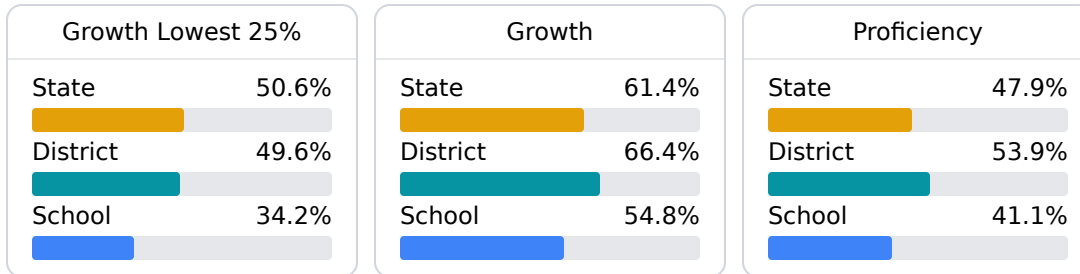 Growth Lowest 25%
State 50.6%
District 49.6%
School 34.2%
Growth
State 61.4%
District 66.4%
School 54.8%
Proficiency
State 47.9%
District 53.9%
School 41.1%